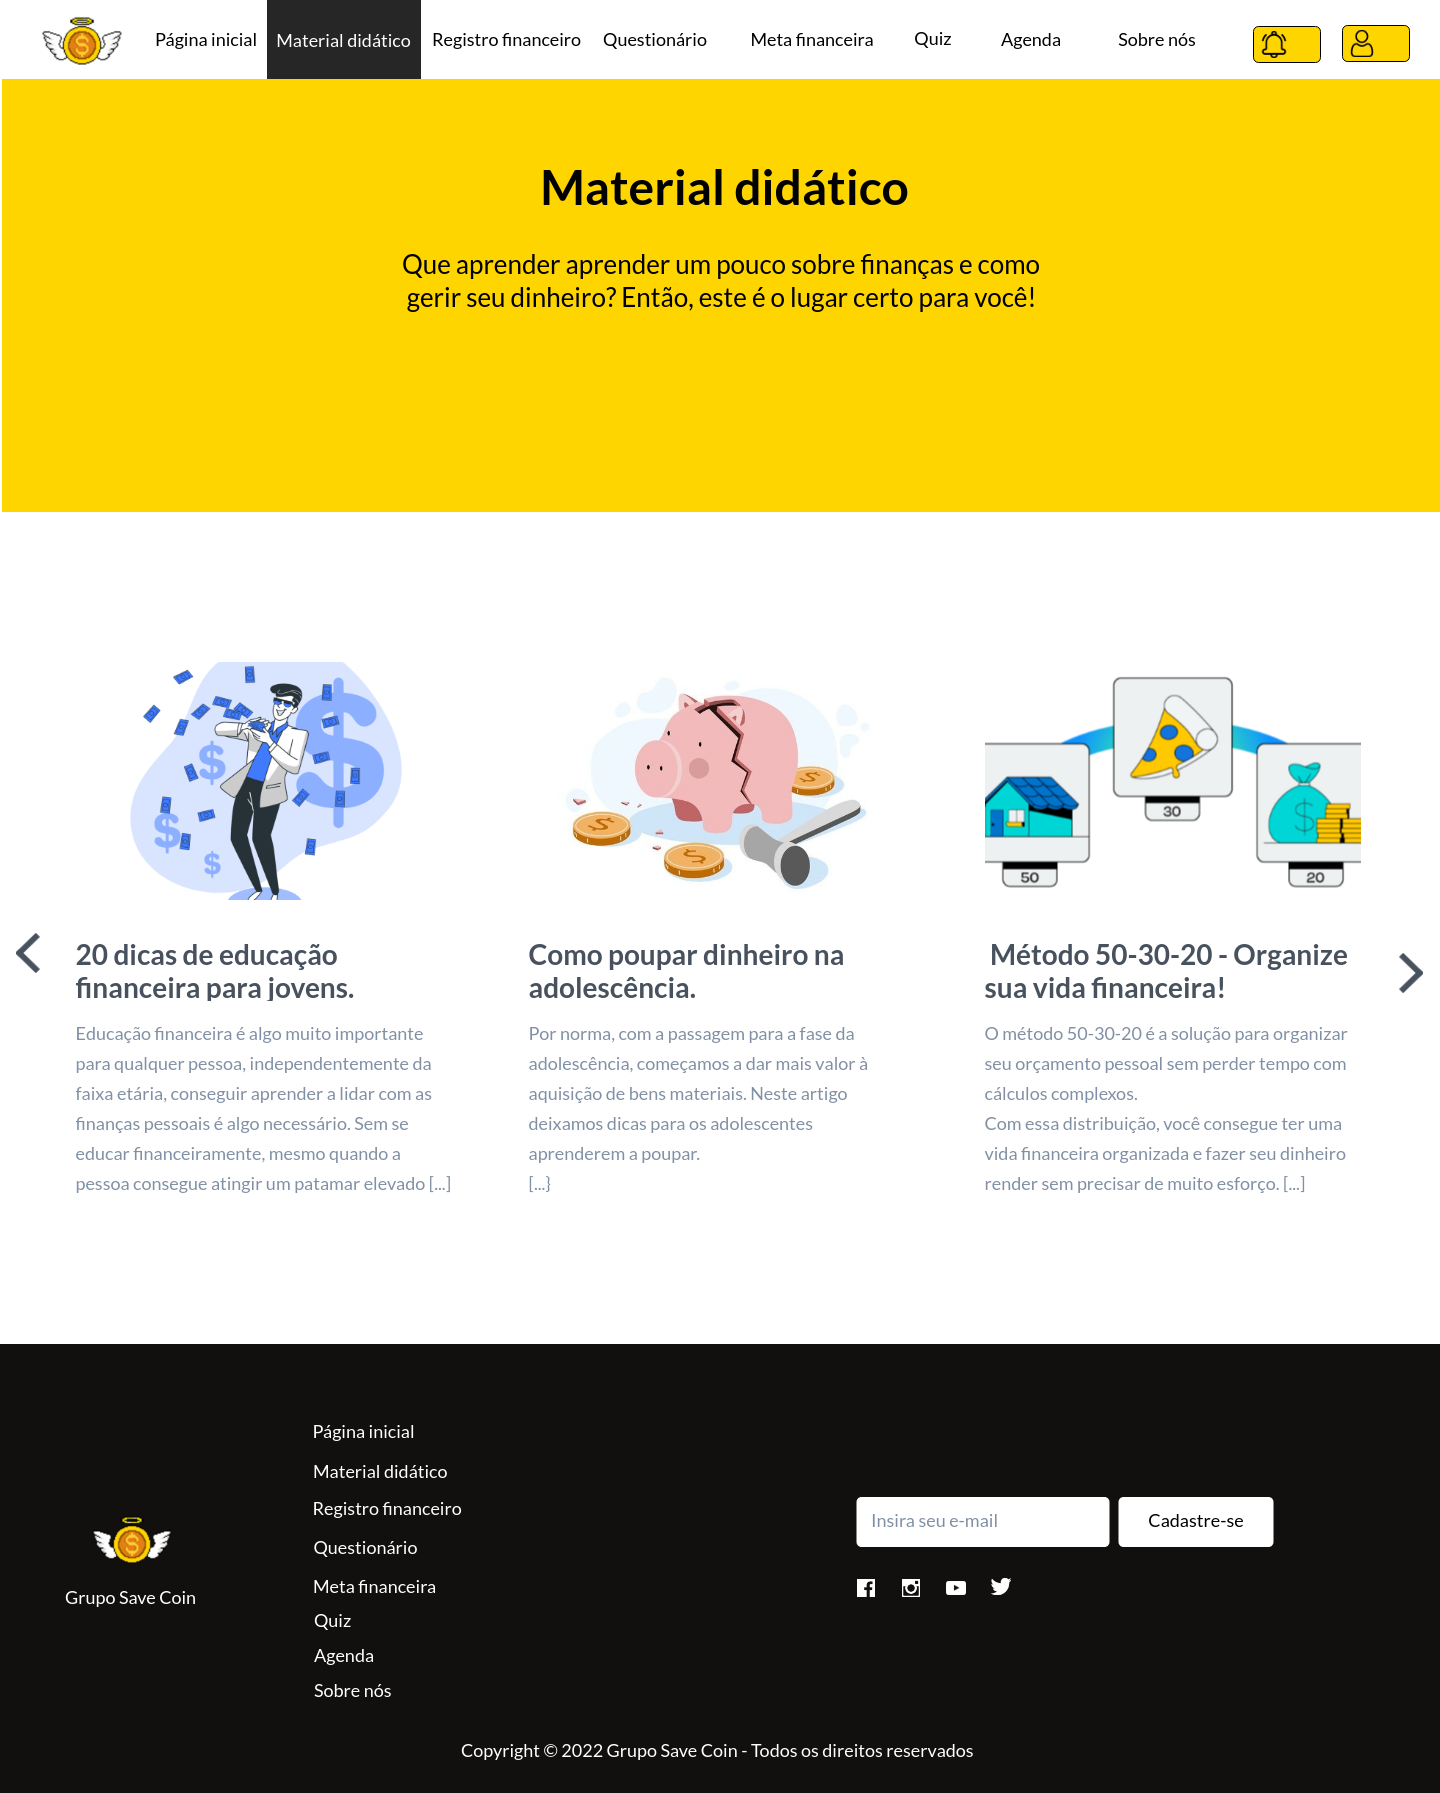 Página inicial
Material didático
Registro financeiro
Questionário
Meta financeira
Quiz
Agenda
Sobre nós
Material didático
Que aprender aprender um pouco sobre finanças e como
gerir seu dinheiro? Então, este é o lugar certo para você!
30
50
20
20 dicas de educação
financeira para jovens.
Educação financeira é algo muito importante
para qualquer pessoa, independentemente da
faixa etária, conseguir aprender a lidar com as
finanças pessoais é algo necessário. Sem se
educar financeiramente, mesmo quando a
pessoa consegue atingir um patamar elevado [...]
Como poupar dinheiro na
adolescência.
Por norma, com a passagem para a fase da
adolescência, começamos a dar mais valor à
aquisição de bens materiais. Neste artigo
deixamos dicas para os adolescentes
aprenderem a poupar.
[...}
Método 50-30-20 - Organize
sua vida financeira!
O método 50-30-20 é a solução para organizar
seu orçamento pessoal sem perder tempo com
cálculos complexos.
Com essa distribuição, você consegue ter uma
vida financeira organizada e fazer seu dinheiro
render sem precisar de muito esforço. [...]
Grupo Save Coin
Página inicial
Material didático
Registro financeiro
Questionário
Meta financeira
Quiz
Agenda
Sobre nós
Insira seu e-mail
Cadastre-se
Copyright © 2022 Grupo Save Coin - Todos os direitos reservados